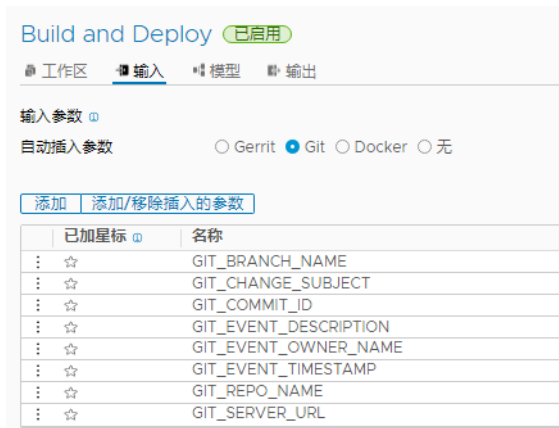 Build and Deploy 已启用
工作区 输入 模型 输出
输入参数
自动插入参数 Gerrit Git Docker 无
添加 添加/移除插入的参数
已加星标 名称
GIT_BRANCH_NAME
GIT_CHANGE_SUBJECT
GIT_COMMIT_ID
GIT_EVENT_DESCRIPTION
GIT_EVENT_OWNER_NAME
GIT_EVENT_TIMESTAMP
GIT_REPO_NAME
GIT_SERVER_URL